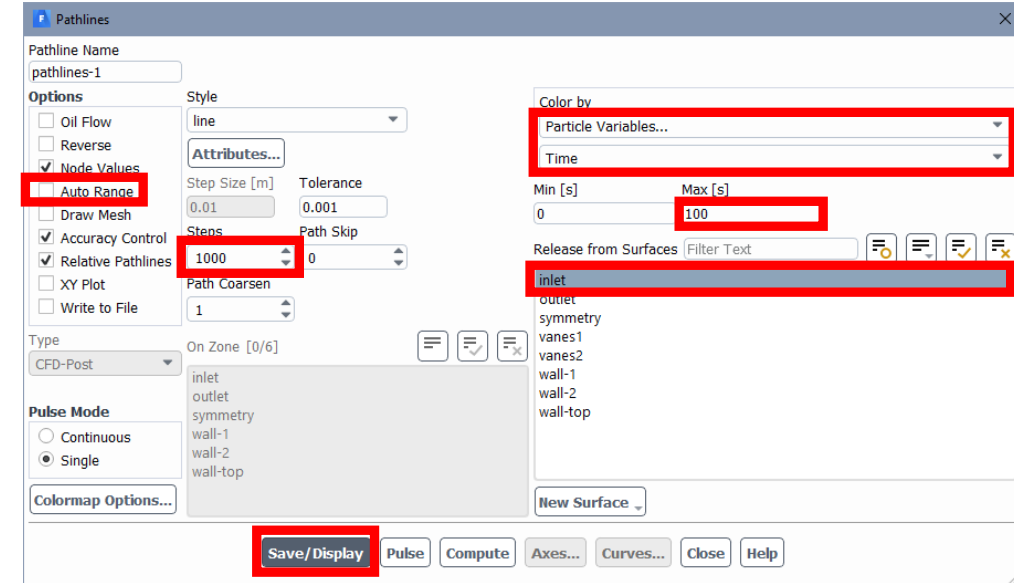 Pathlines
Pathline Name
pathlines-1
Options
Oil Flow
Reverse
Node Values
Auto Range
Draw Mesh
Accuracy Control
Relative Pathlines
XY Plot
Write to File
Type
CFD-Post
Pulse Mode
Continuous
Single
Colormap Options...
Style
line
Attributes...
Step Size [m] Tolerance
0.01 0.001
Steps Path Skip
1000 0
Path Coarsen
1
On Zone [0/6]
inlet
outlet
symmetry
wall-1
wall-2
wall-top
Color by
Particle Variables...
Time
Min [s] Max [s]
0 100
Release from Surfaces Filter Text
inlet
outlet
symmetry
vanes1
vanes2
wall-1
wall-2
wall-top
New Surface
Save/Display Pulse Compute Axes... Curves... Close Help